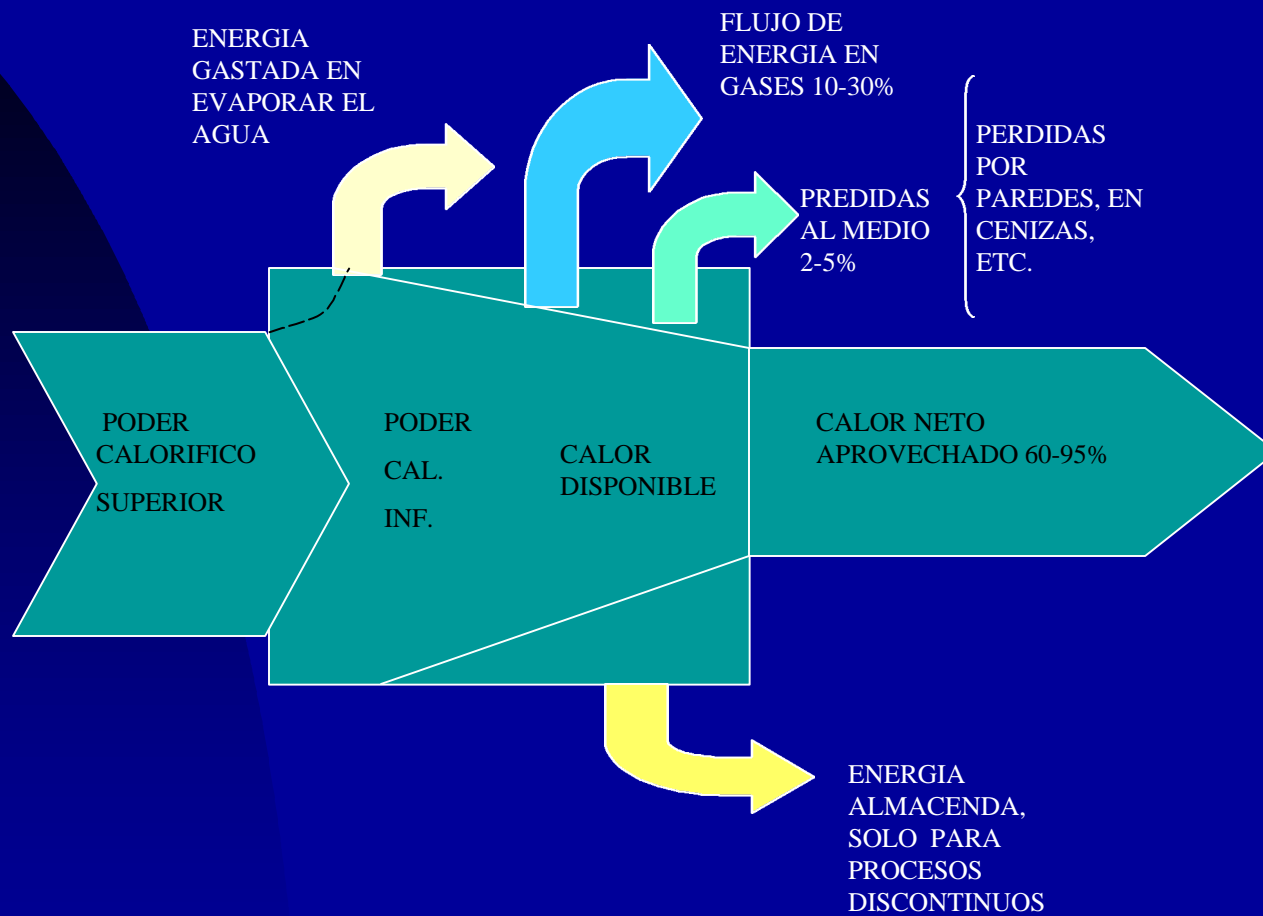 ENERGIA
GASTADA EN
EVAPORAR EL
AGUA
FLUJO DE
ENERGIA EN
GASES 10-30%
PREDIDAS
AL MEDIO
2-5%
PERDIDAS
POR
PAREDES, EN
CENIZAS,
ETC.
PODER
CALORIFICO
SUPERIOR
PODER
CAL.
INF.
CALOR
DISPONIBLE
CALOR NETO
APROVECHADO 60-95%
ENERGIA
ALMACENDA,
SOLO PARA
PROCESOS
DISCONTINUOS